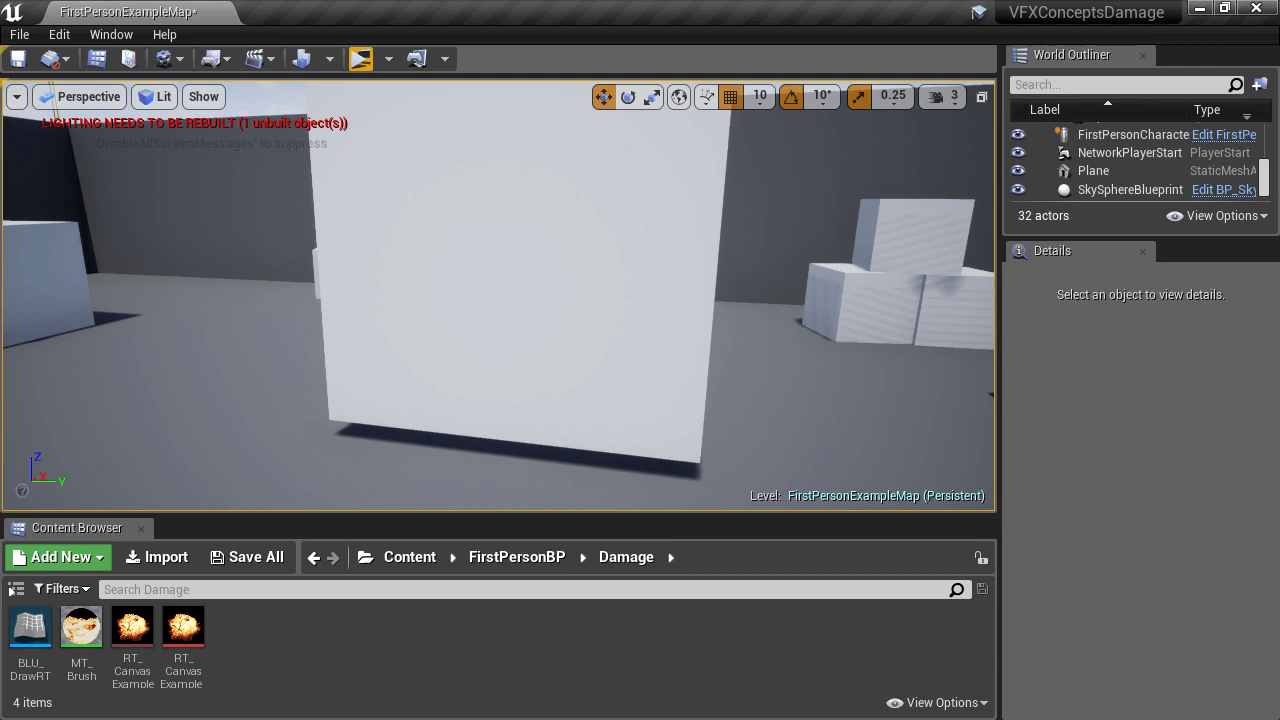 FirstPersonExampleMap*
VFXConceptsDamage
File Edit Window Help
Perspective Lit Show
10 10° 0.25 3
LIGHTING NEEDS TO BE REBUILT (1 unbuilt object(s))
'DisableAllScreenMessages' to suppress
Z
X
Y
Level: FirstPersonExampleMap (Persistent)
World Outliner
Search...
Label Type
FirstPersonCharacte Edit FirstPe
NetworkPlayerStart PlayerStart
Plane StaticMeshA
SkySphereBlueprint Edit BP_Sky
32 actors View Options
Details
Select an object to view details.
Content Browser
Add New Import Save All Content FirstPersonBP Damage
Filters Search Damage
BLU_
DrawRT
MT_
Brush
RT_
Canvas
Example
RT_
Canvas
Example_
4 items View Options